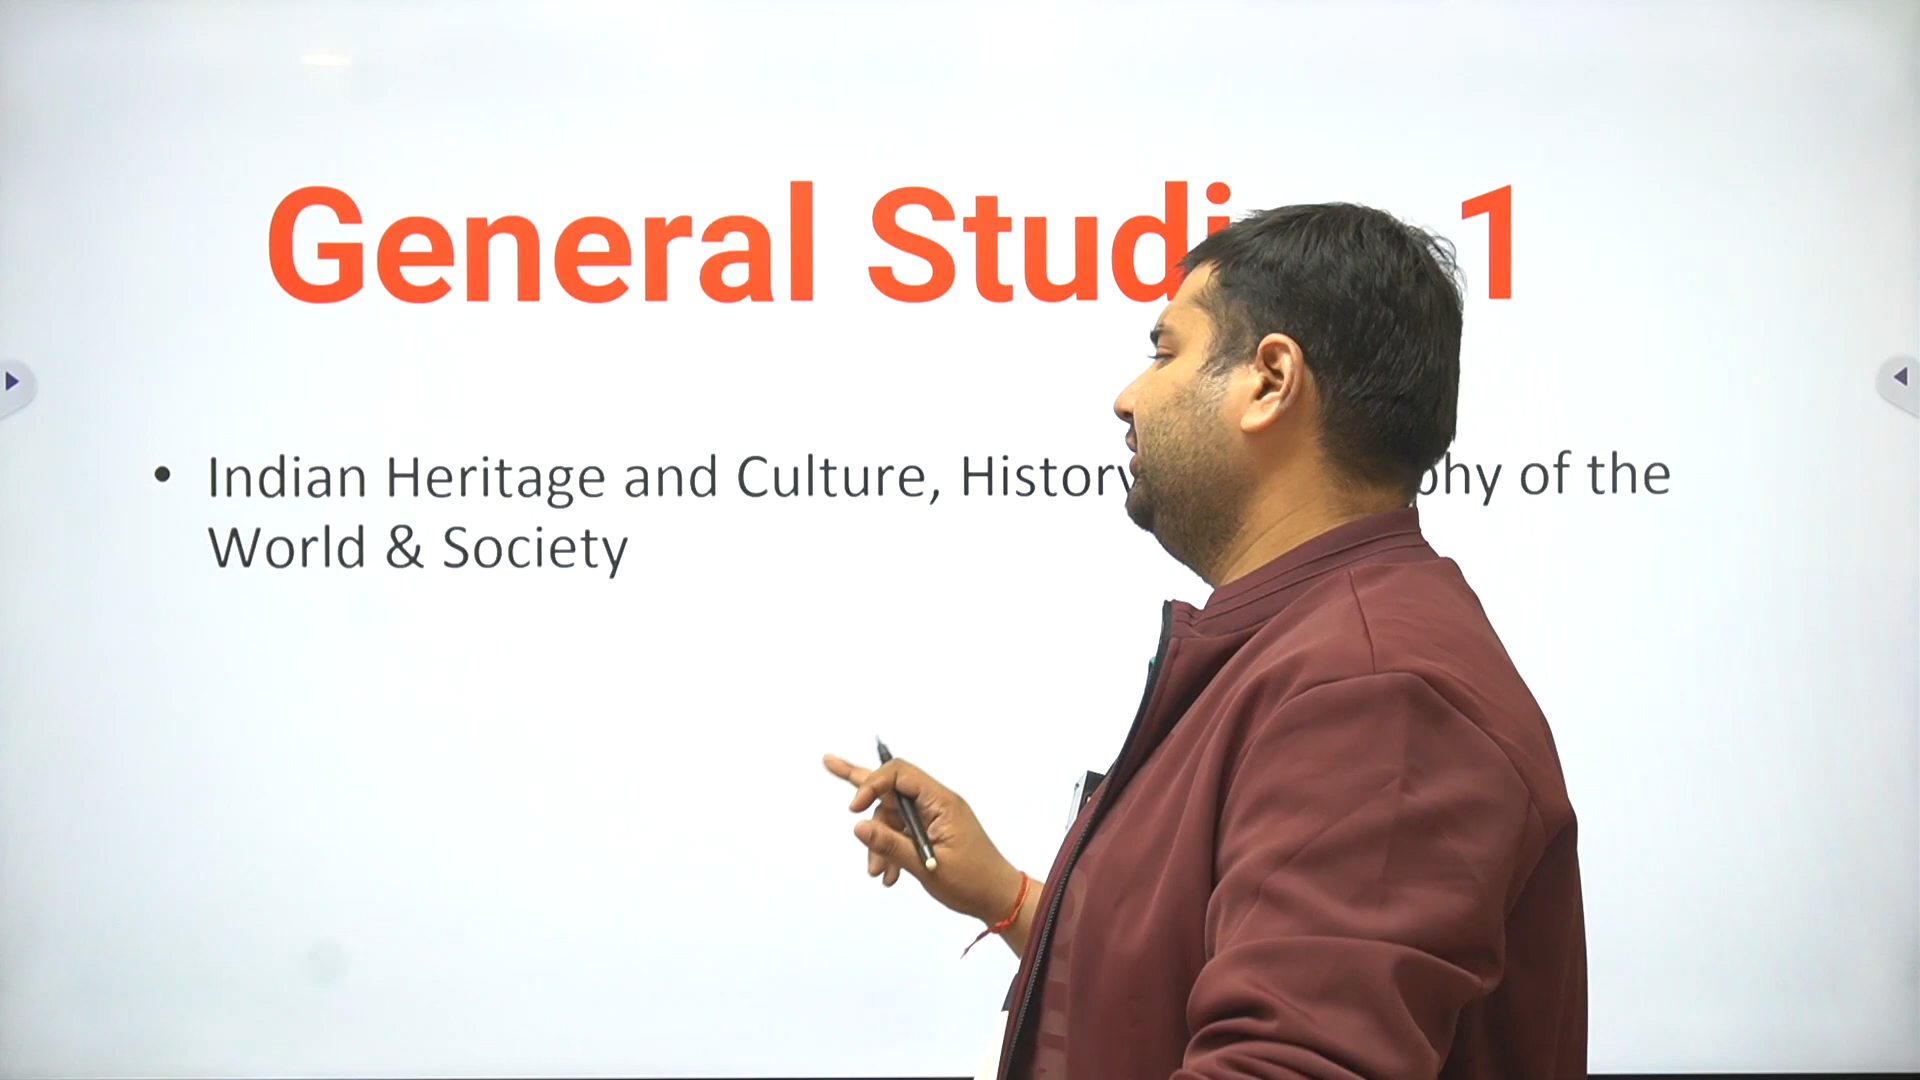 General Studi 1
• Indian Heritage and Culture, History phy of the
World & Society